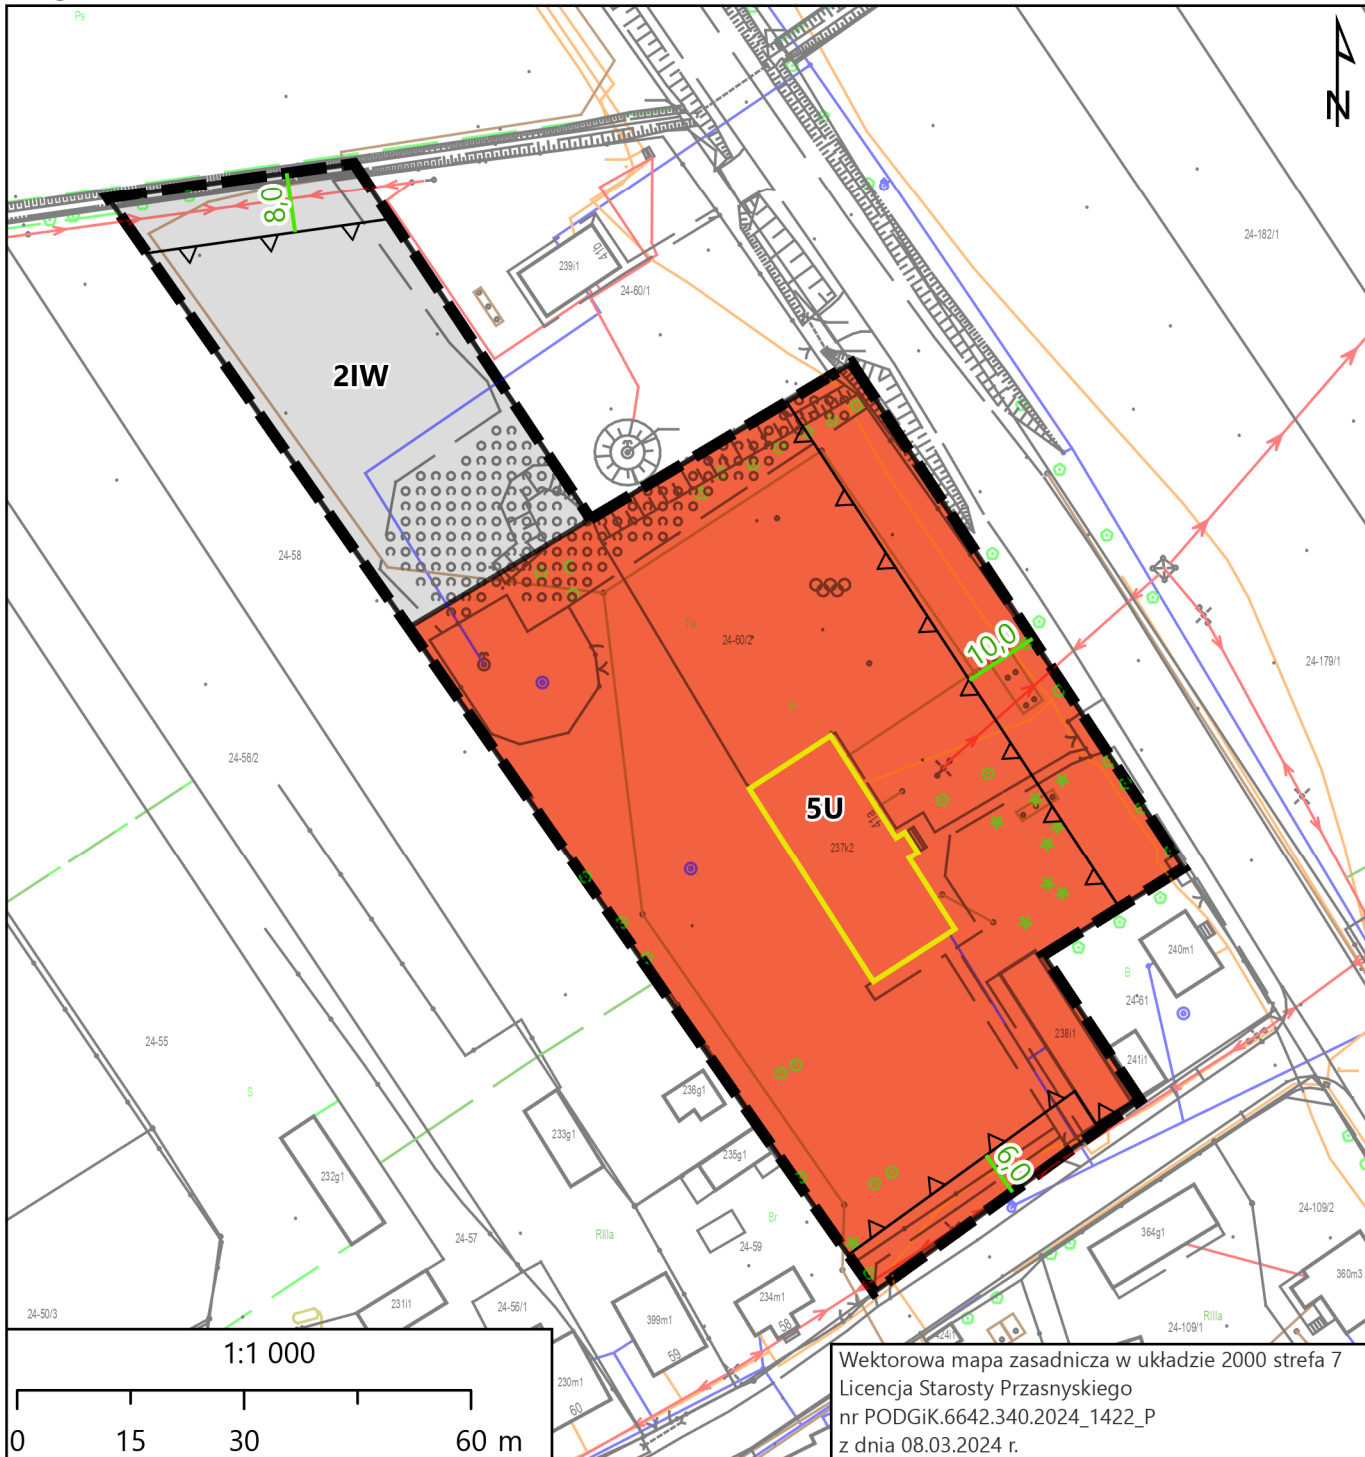 Ps
N
8,0
24-182/1
239i1
41b
24-60/1
2IW
24-58
Tw
24-60/2
10,0
24-179/1
24-56/2
5U
41a
237k2
240m1
B
24-61
24-55
238i1
241i1
S
236g1
233g1
235g1
6,0
232g1
Br
RIIIa
24-57
24-59
24-109/2
364g1
360m3
231i1
24-56/1
234m1
58
399m1
59
24-50/3
RIIIa
24-109/1
424i1
230m1
60
1:1 000
0 15 30 60 m
Wektorowa mapa zasadnicza w układzie 2000 strefa 7
Licencja Starosty Przasnyskiego
nr PODGiK.6642.340.2024_1422_P
z dnia 08.03.2024 r.